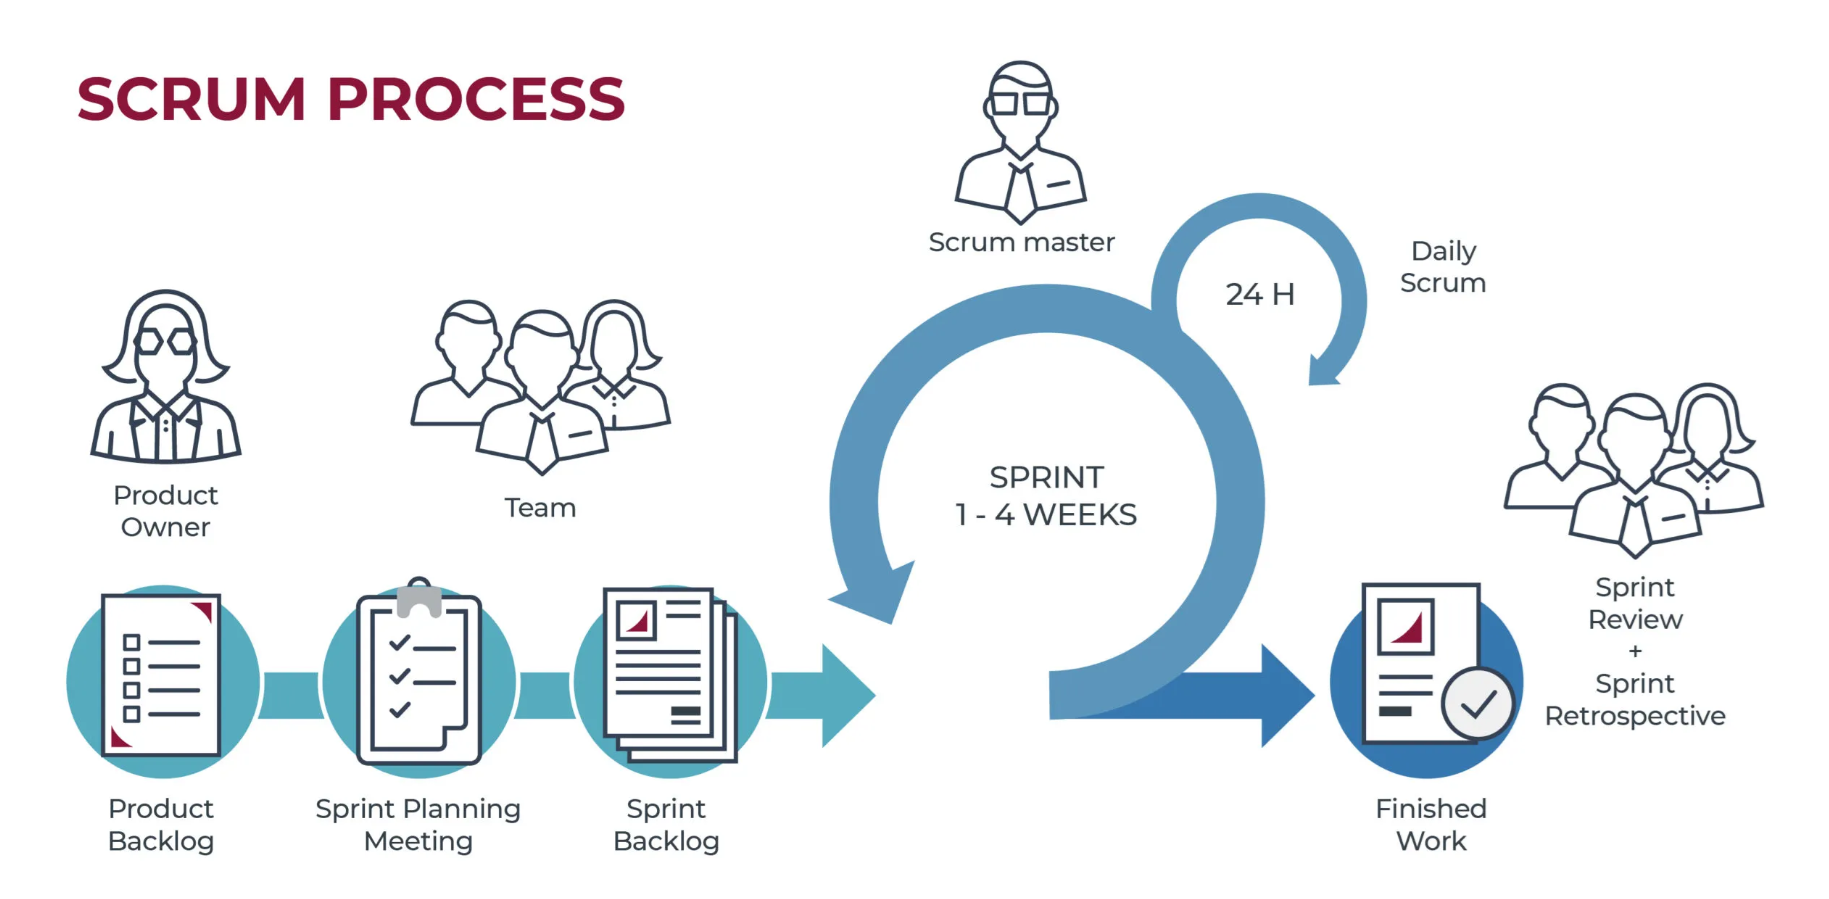 SCRUM PROCESS
Scrum master
Daily
Scrum
24 H
Product
Owner
Team
SPRINT
1 - 4 WEEKS
Sprint
Review
+
Sprint
Retrospective
Product
Backlog
Sprint Planning
Meeting
Sprint
Backlog
Finished
Work